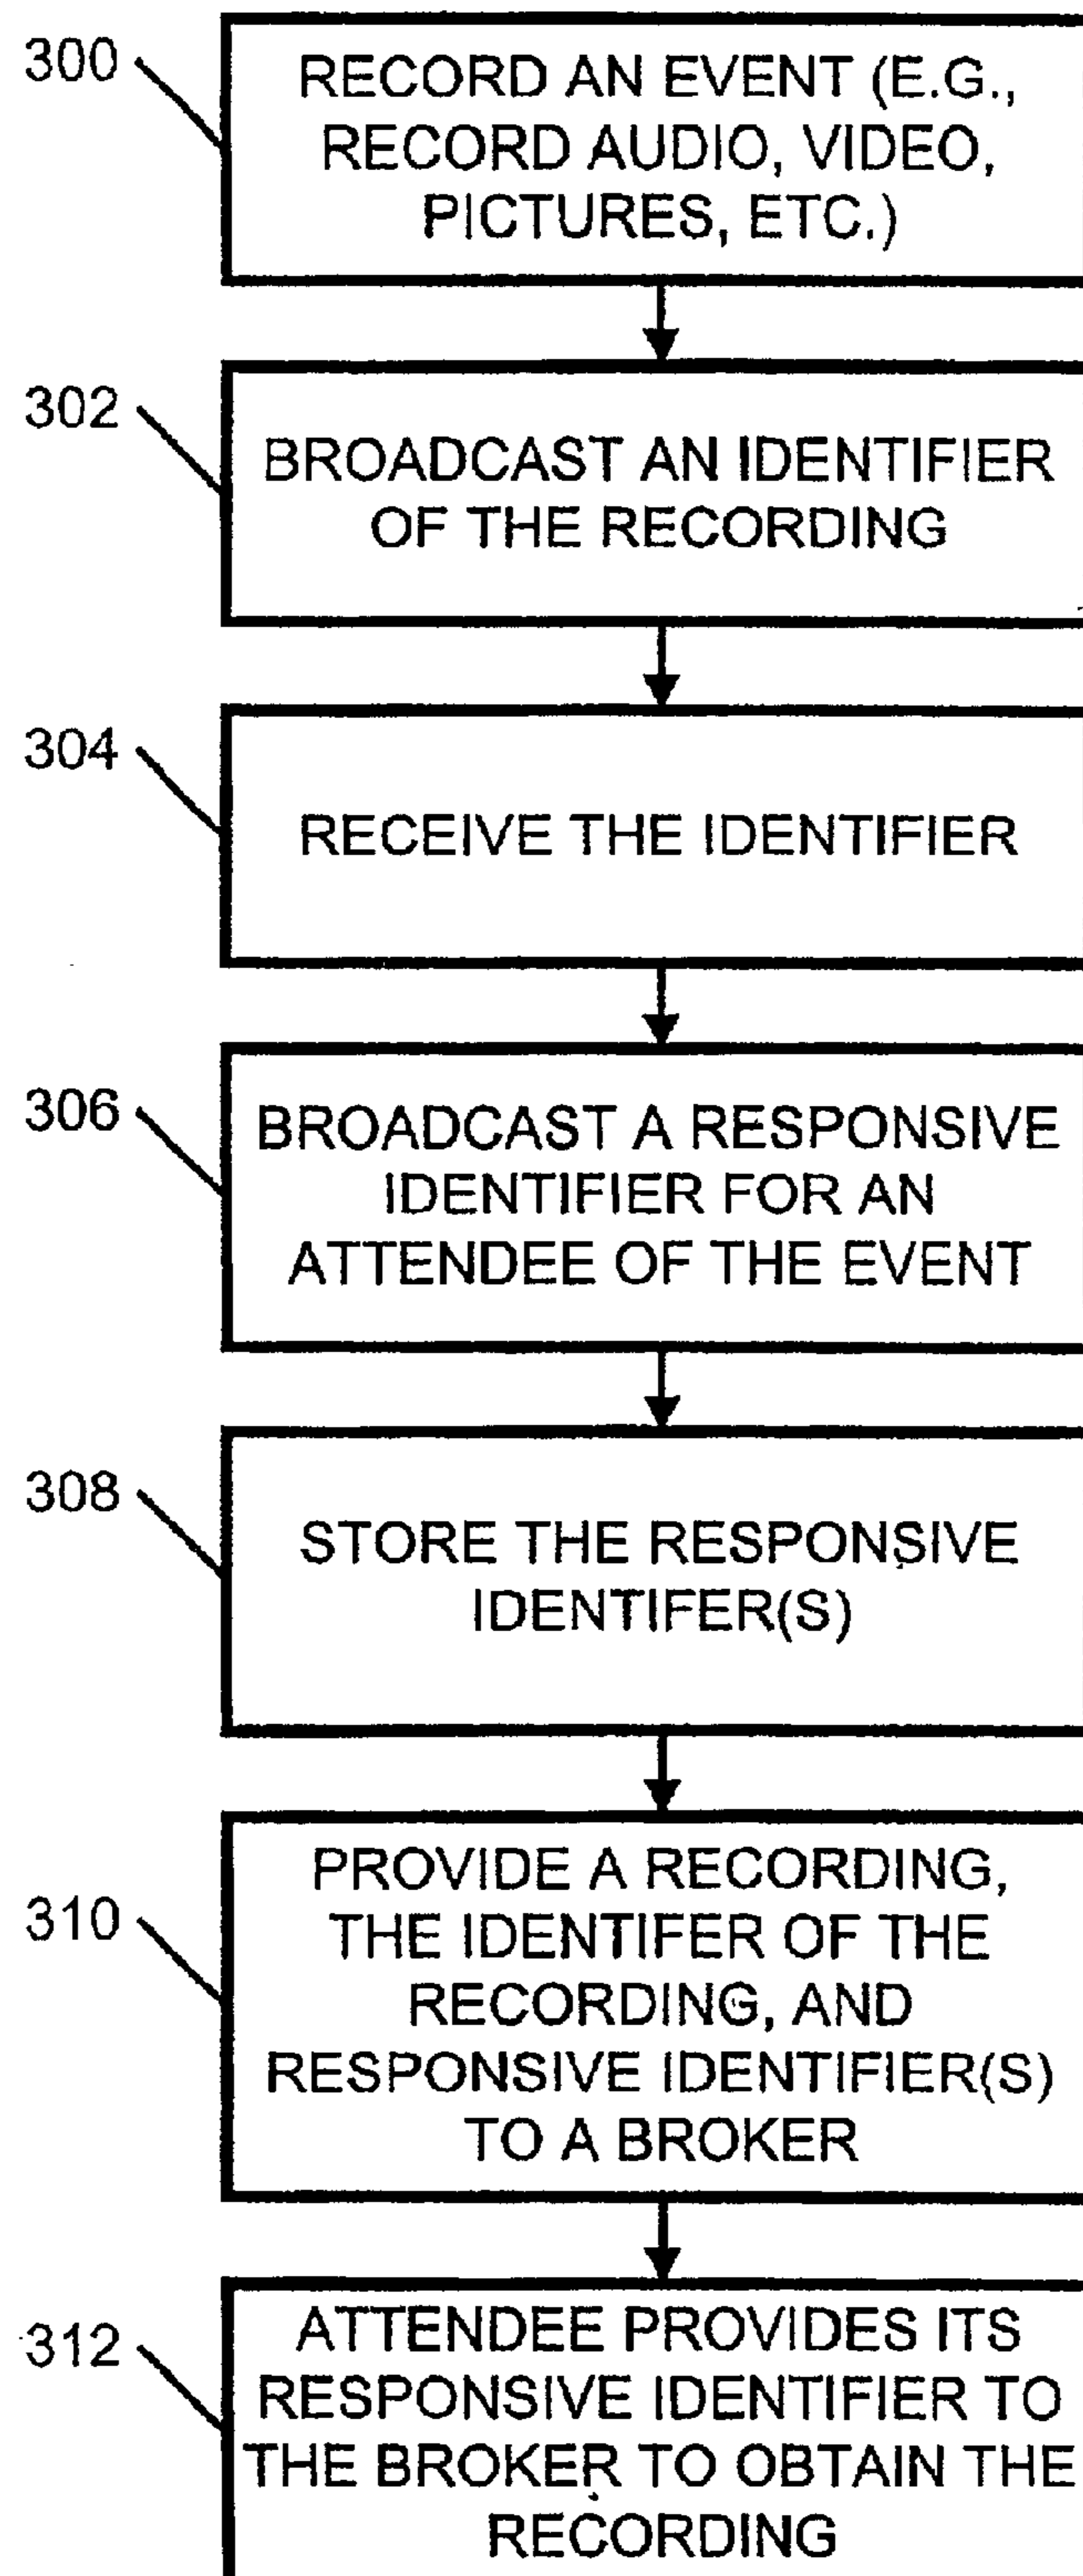 300
RECORD AN EVENT (E.G.,
RECORD AUDIO, VIDEO,
PICTURES, ETC.)
302
BROADCAST AN IDENTIFIER
OF THE RECORDING
304
RECEIVE THE IDENTIFIER
306
BROADCAST A RESPONSIVE
IDENTIFIER FOR AN
ATTENDEE OF THE EVENT
308
STORE THE RESPONSIVE
IDENTIFER(S)
310
PROVIDE A RECORDING,
THE IDENTIFER OF THE
RECORDING, AND
RESPONSIVE IDENTIFIER(S)
TO A BROKER
312
ATTENDEE PROVIDES ITS
RESPONSIVE IDENTIFIER TO
THE BROKER TO OBTAIN THE
RECORDING